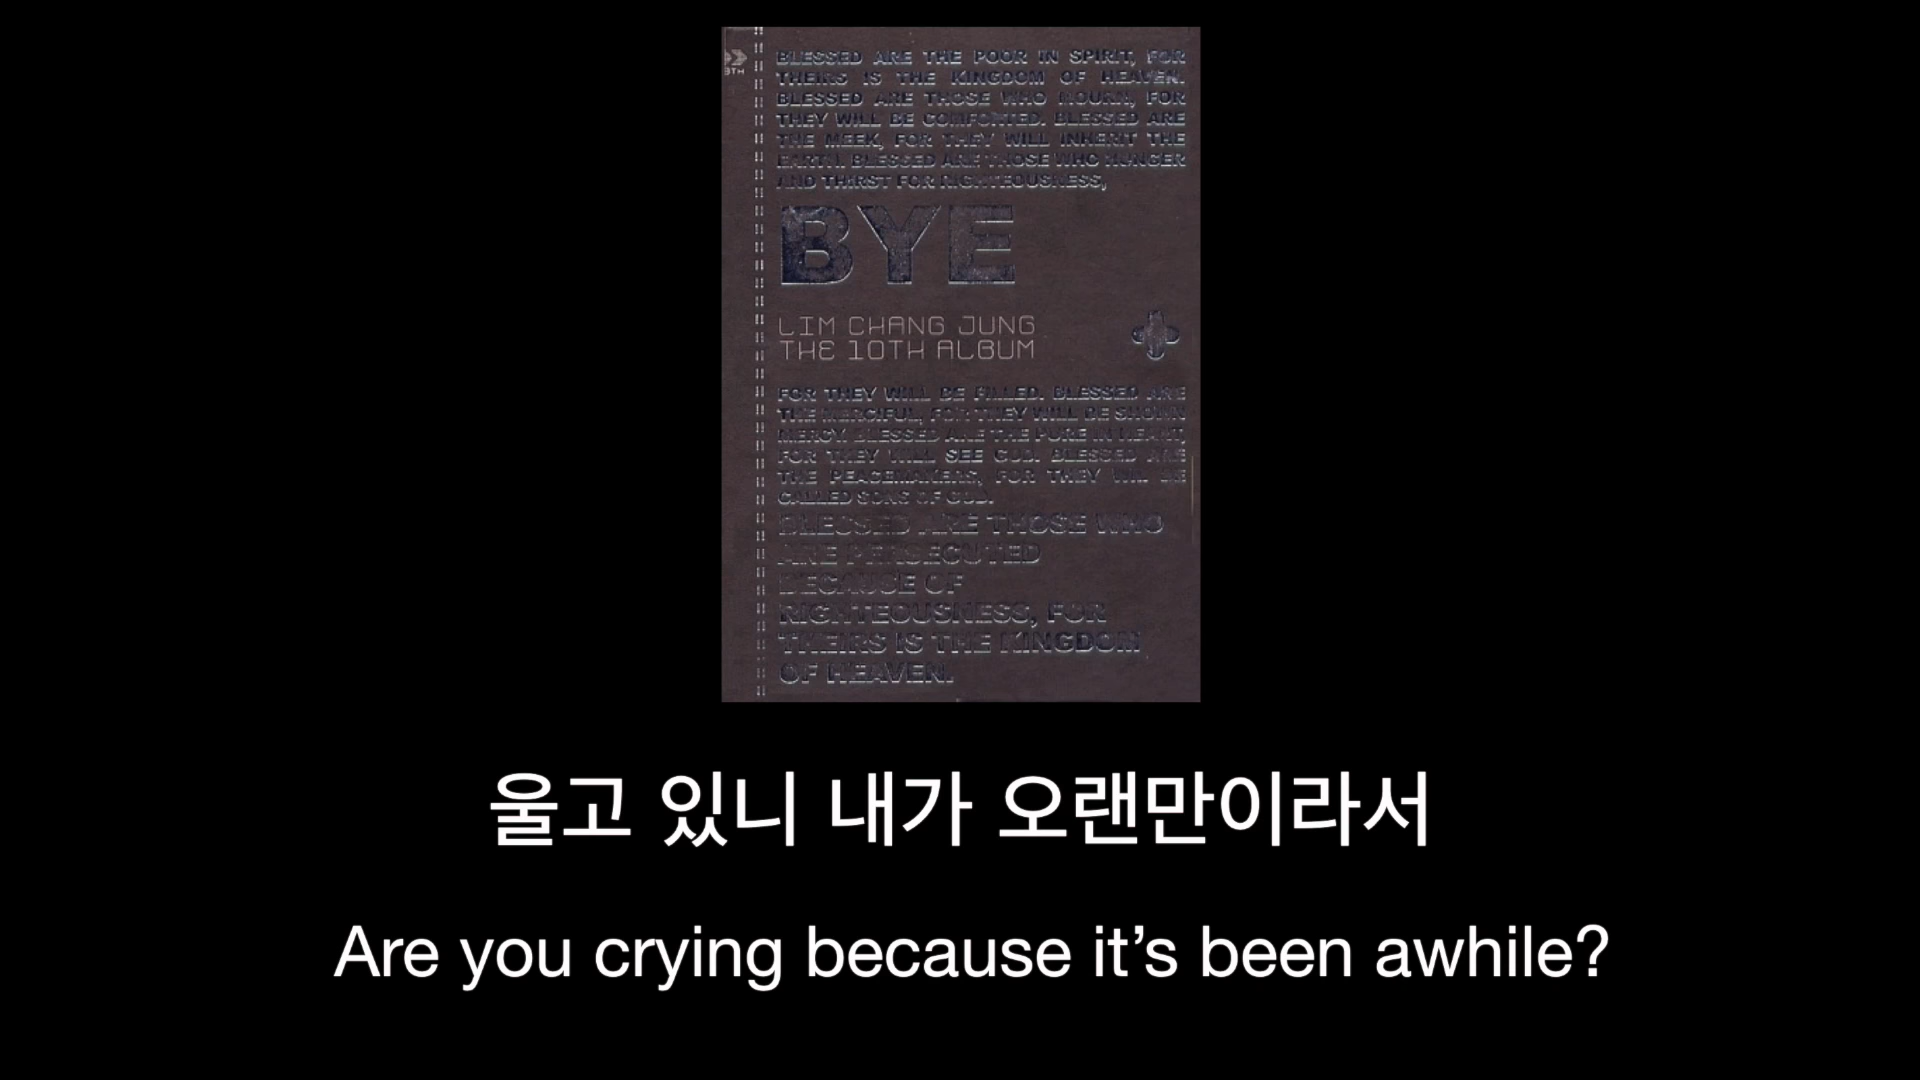 BLESSED ARE THE POOR IN SPIRIT, FOR
THEIRS IS THE KINGDOM OF HEAVEN.
BLESSED ARE THOSE WHO MOURN, FOR
THEY WILL BE COMFORTED. BLESSED ARE
THE MEEK, FOR THEY WILL INHERIT THE
EARTH. BLESSED ARE THOSE WHO HUNGER
AND THIRST FOR RIGHTEOUSNESS,
BYE
LIM CHANG JUNG
THE 10TH ALBUM
FOR THEY WILL BE FILLED. BLESSED ARE
THE MERCIFUL, FOR THEY WILL BE SHOWN
MERCY. BLESSED ARE THE PURE IN HEART,
FOR THEY WILL SEE GOD. BLESSED ARE
THE PEACEMAKERS, FOR THEY WILL BE
CALLED SONS OF GOD.
BLESSED ARE THOSE WHO
ARE PERSECUTED
BECAUSE OF
RIGHTEOUSNESS, FOR
THEIRS IS THE KINGDOM
OF HEAVEN.
울고 있니 내가 오랜만이라서
Are you crying because it’s been awhile?